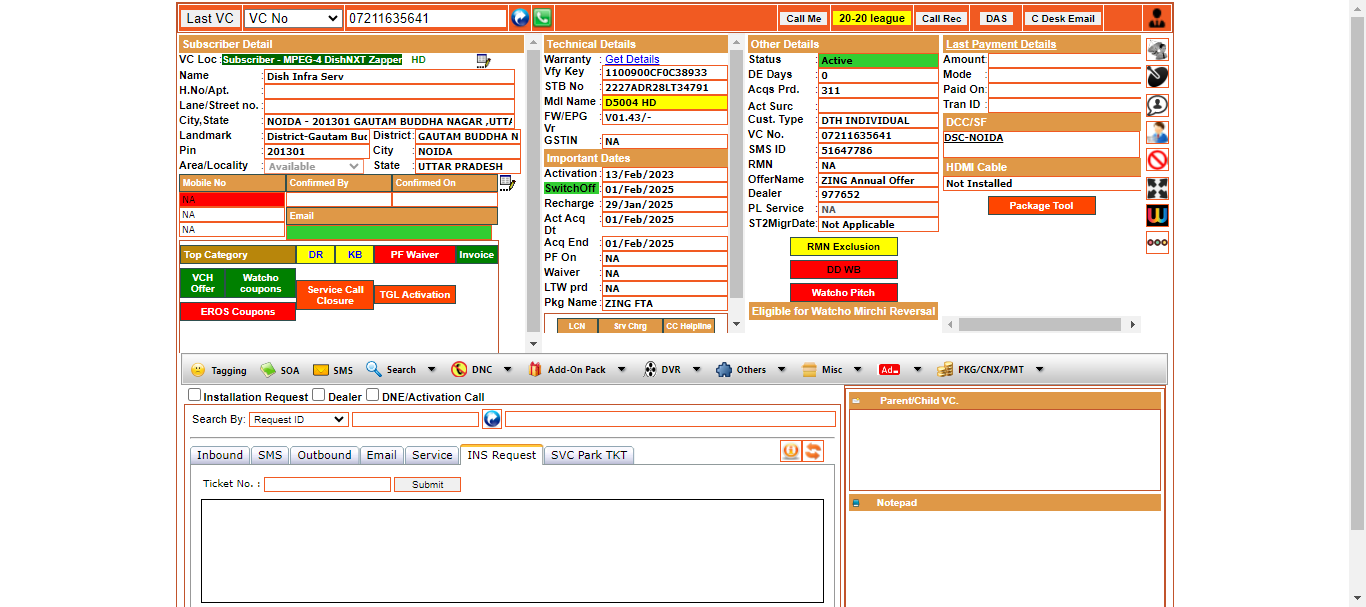 Last VC VC No 07211635641 Call Me 20-20 league Call Rec DAS C Desk Email
Subscriber Detail
VC Loc : Subscriber - MPEG-4 DishNXT Zapper HD
Name : Dish Infra Serv
H.No/Apt. :
Lane/Street no. :
City,State : NOIDA - 201301 GAUTAM BUDDHA NAGAR ,UTTA
Landmark : District-Gautam Bud District : GAUTAM BUDDHA N
Pin : 201301 City : NOIDA
Area/Locality : Available State : UTTAR PRADESH
Mobile No Confirmed By Confirmed On
NA
NA Email
NA
Top Category DR KB PF Waiver Invoice
VCH Offer Watcho coupons Service Call Closure TGL Activation
EROS Coupons
Technical Details
Warranty : Get Details
Vfy Key : 1100900CF0C38933
STB No : 2227ADR28LT34791
Mdl Name : D5004 HD
FW/EPG Vr : V01.43/-
GSTIN : NA
Important Dates
Activation : 13/Feb/2023
SwitchOff : 01/Feb/2025
Recharge : 29/Jan/2025
Act Acq Dt : 01/Feb/2025
Acq End : 01/Feb/2025
PF On : NA
Waiver : NA
LTW prd : NA
Pkg Name : ZING FTA
LCN Srv Chrg CC Helpline
Other Details
Status : Active
DE Days : 0
Acqs Prd. : 311
Act Surc :
Cust. Type : DTH INDIVIDUAL
VC No. : 07211635641
SMS ID : 51647786
RMN : NA
OfferName : ZING Annual Offer
Dealer : 977652
PL Service : NA
ST2MigrDate : Not Applicable
RMN Exclusion
DD WB
Watcho Pitch
Eligible for Watcho Mirchi Reversal
Last Payment Details
Amount :
Mode :
Paid On :
Tran ID :
DCC/SF
DSC-NOIDA
HDMI Cable
Not Installed
Package Tool
Tagging SOA SMS Search DNC Add-On Pack DVR Others Misc Ad PKG/CNX/PMT
Installation Request Dealer DNE/Activation Call
Search By: Request ID
Inbound SMS Outbound Email Service INS Request SVC Park TKT
Ticket No. : Submit
Parent/Child VC.
Notepad